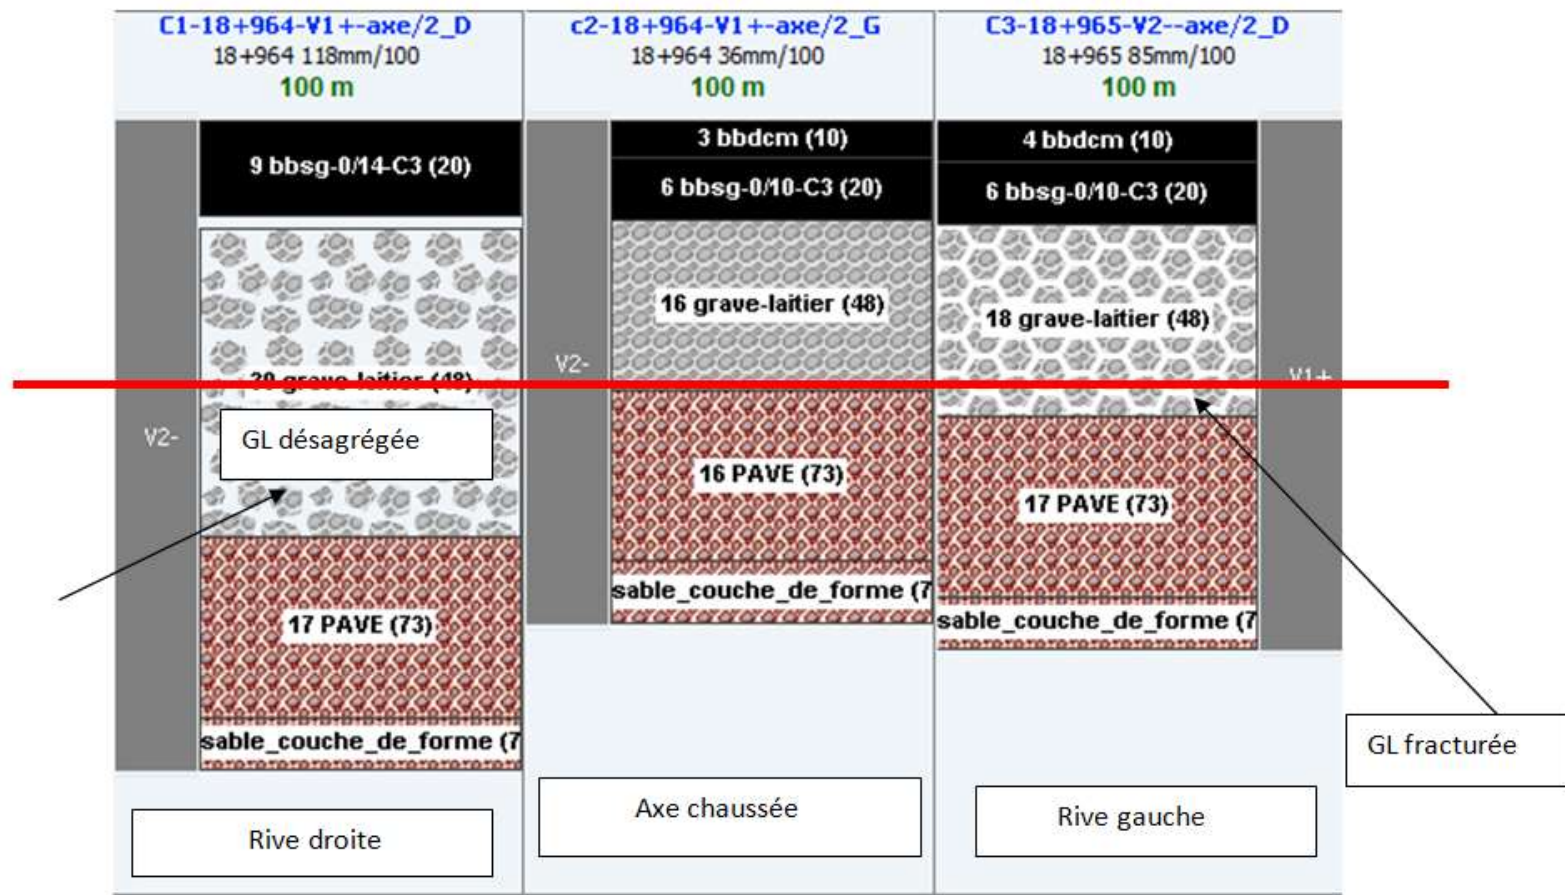 C1-18+964-V1+-axe/2_D
18+964 118mm/100
100 m
9 bbsg-0/14-C3 (20)
grave-laitier (48)
V2-
GL désagrégée
17 PAVE (73)
sable_couche_de_forme (7
Rive droite
c2-18+964-V1+-axe/2_G
18+964 36mm/100
100 m
3 bbdcm (10)
6 bbsg-0/10-C3 (20)
16 grave-laitier (48)
V2-
16 PAVE (73)
sable_couche_de_forme (7
Axe chaussée
C3-18+965-V2--axe/2_D
18+965 85mm/100
100 m
4 bbdcm (10)
6 bbsg-0/10-C3 (20)
18 grave-laitier (48)
V1+
17 PAVE (73)
sable_couche_de_forme (7
Rive gauche
GL fracturée